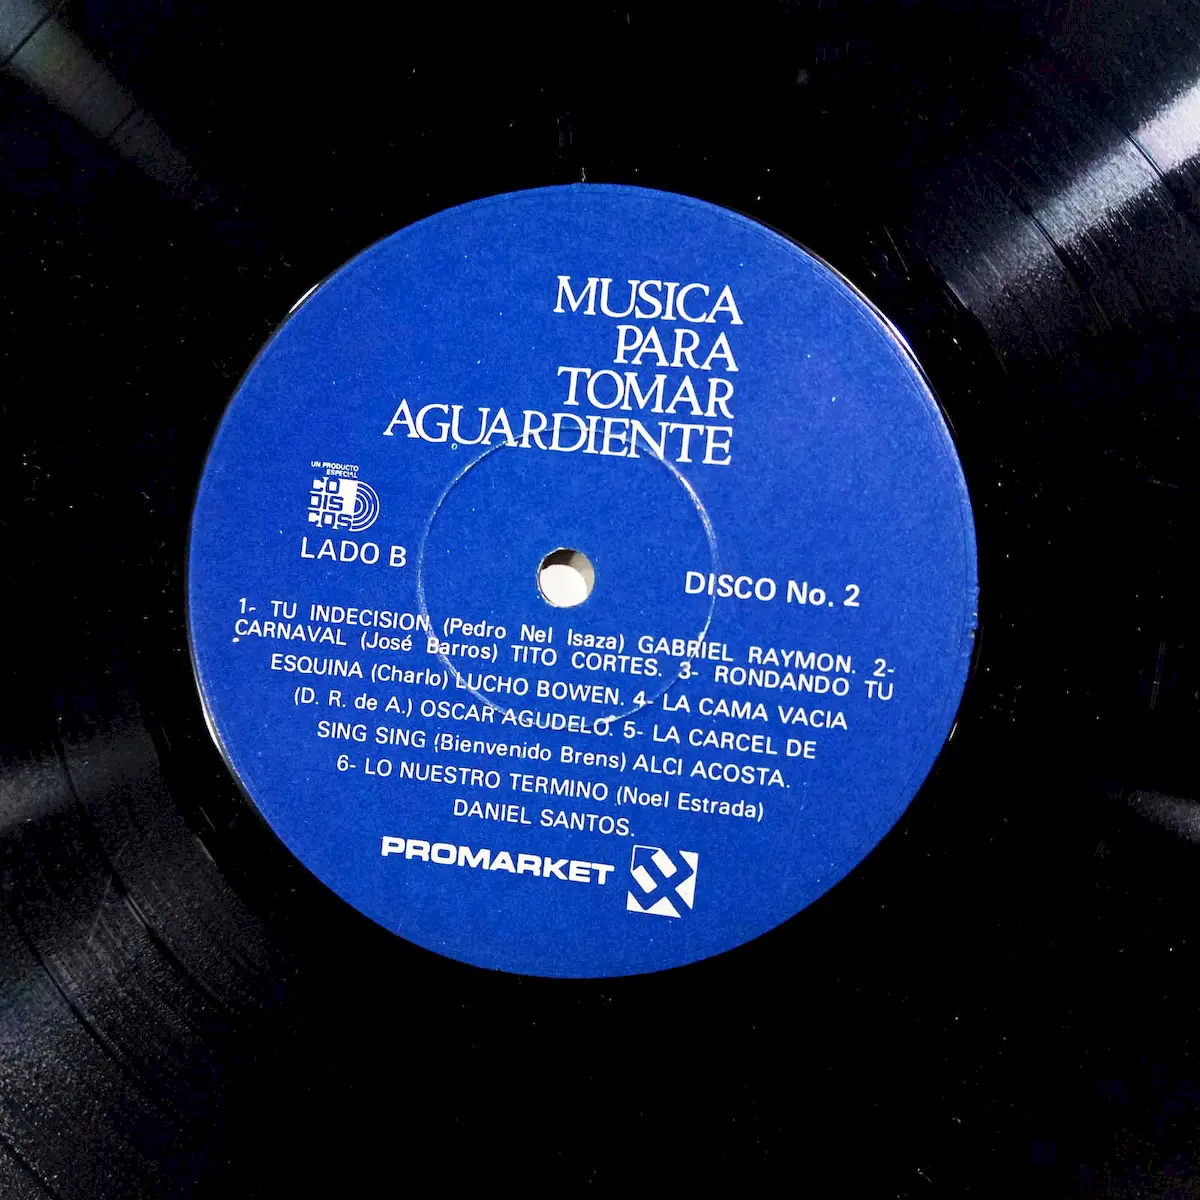 MUSICA
PARA
TOMAR
AGUARDIENTE
UN PRODUCTO
ESPECIAL
CO
DIS
COS
LADO B
DISCO No. 2
1- TU INDECISION (Pedro Nel Isaza) GABRIEL RAYMON. 2-
CARNAVAL (José Barros) TITO CORTES. 3- RONDANDO TU
ESQUINA (Charlo) LUCHO BOWEN. 4- LA CAMA VACIA
(D. R. de A.) OSCAR AGUDELO. 5- LA CARCEL DE
SING SING (Bienvenido Brens) ALCI ACOSTA.
6- LO NUESTRO TERMINO (Noel Estrada)
DANIEL SANTOS.
PROMARKET